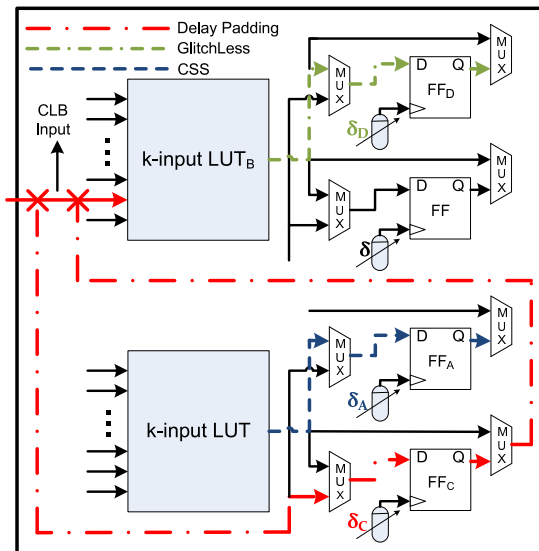 Delay Padding
GlitchLess
CSS
CLB
Input
k-input LUTB
MUX
D Q
FFD
δD
MUX
MUX
D Q
FF
δ
MUX
k-input LUT
MUX
D Q
FFA
δA
MUX
MUX
D Q
FFC
δC
MUX